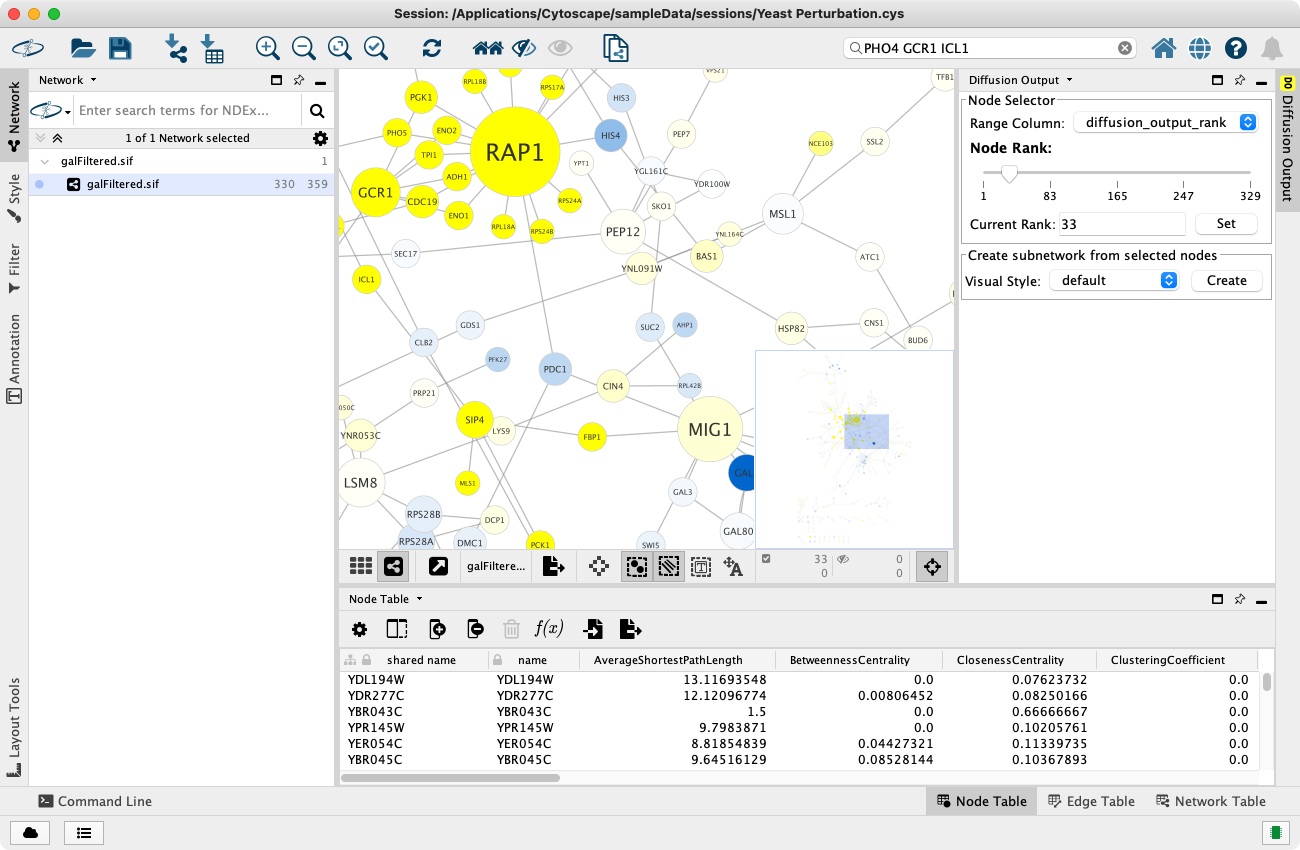 Session: /Applications/Cytoscape/sampleData/sessions/Yeast Perturbation.cys
PHO4 GCR1 ICL1
Network
Style
Filter
Annotation
Layout Tools
Network
Enter search terms for NDEx...
1 of 1 Network selected
galFiltered.sif 1
galFiltered.sif 330 359
RPL18B
RPS17A
YPS21
TFB1
PGK1
HIS3
PHO5
ENO2
RAP1
HIS4
PEP7
NCE103
SSL2
TPI1
YPT1
YGL161C
ADH1
YDR100W
GCR1
CDC19
RPS24A
SKO1
MSL1
ENO1
RPL18A
RPS24B
PEP12
YNL164C
SEC17
BAS1
ATC1
YNL091W
ICL1
GDS1
SUC2
AHP1
HSP82
CNS1
CLB2
BUD6
PFK27
PDC1
PRP21
CIN4
RPL42B
050C
SIP4
LYS9
MIG1
YNR053C
FBP1
GAL
LSM8
MLS1
GAL3
RPS28B
DCP1
GAL80
RPS28A
DMC1
PCK1
SWI5
galFiltere...
33
0
0
0
Diffusion Output
Node Selector
Range Column: diffusion_output_rank
Node Rank:
1 83 165 247 329
Current Rank: 33 Set
Create subnetwork from selected nodes
Visual Style: default Create
DO Diffusion Output
Node Table
f(x)
shared name name AverageShortestPathLength BetweennessCentrality ClosenessCentrality ClusteringCoefficient
YDL194W YDL194W 13.11693548 0.0 0.07623732 0.0
YDR277C YDR277C 12.12096774 0.00806452 0.08250166 0.0
YBR043C YBR043C 1.5 0.0 0.66666667 0.0
YPR145W YPR145W 9.7983871 0.0 0.10205761 0.0
YER054C YER054C 8.81854839 0.04427321 0.11339735 0.0
YBR045C YBR045C 9.64516129 0.08528144 0.10367893 0.0
Command Line
Node Table Edge Table Network Table